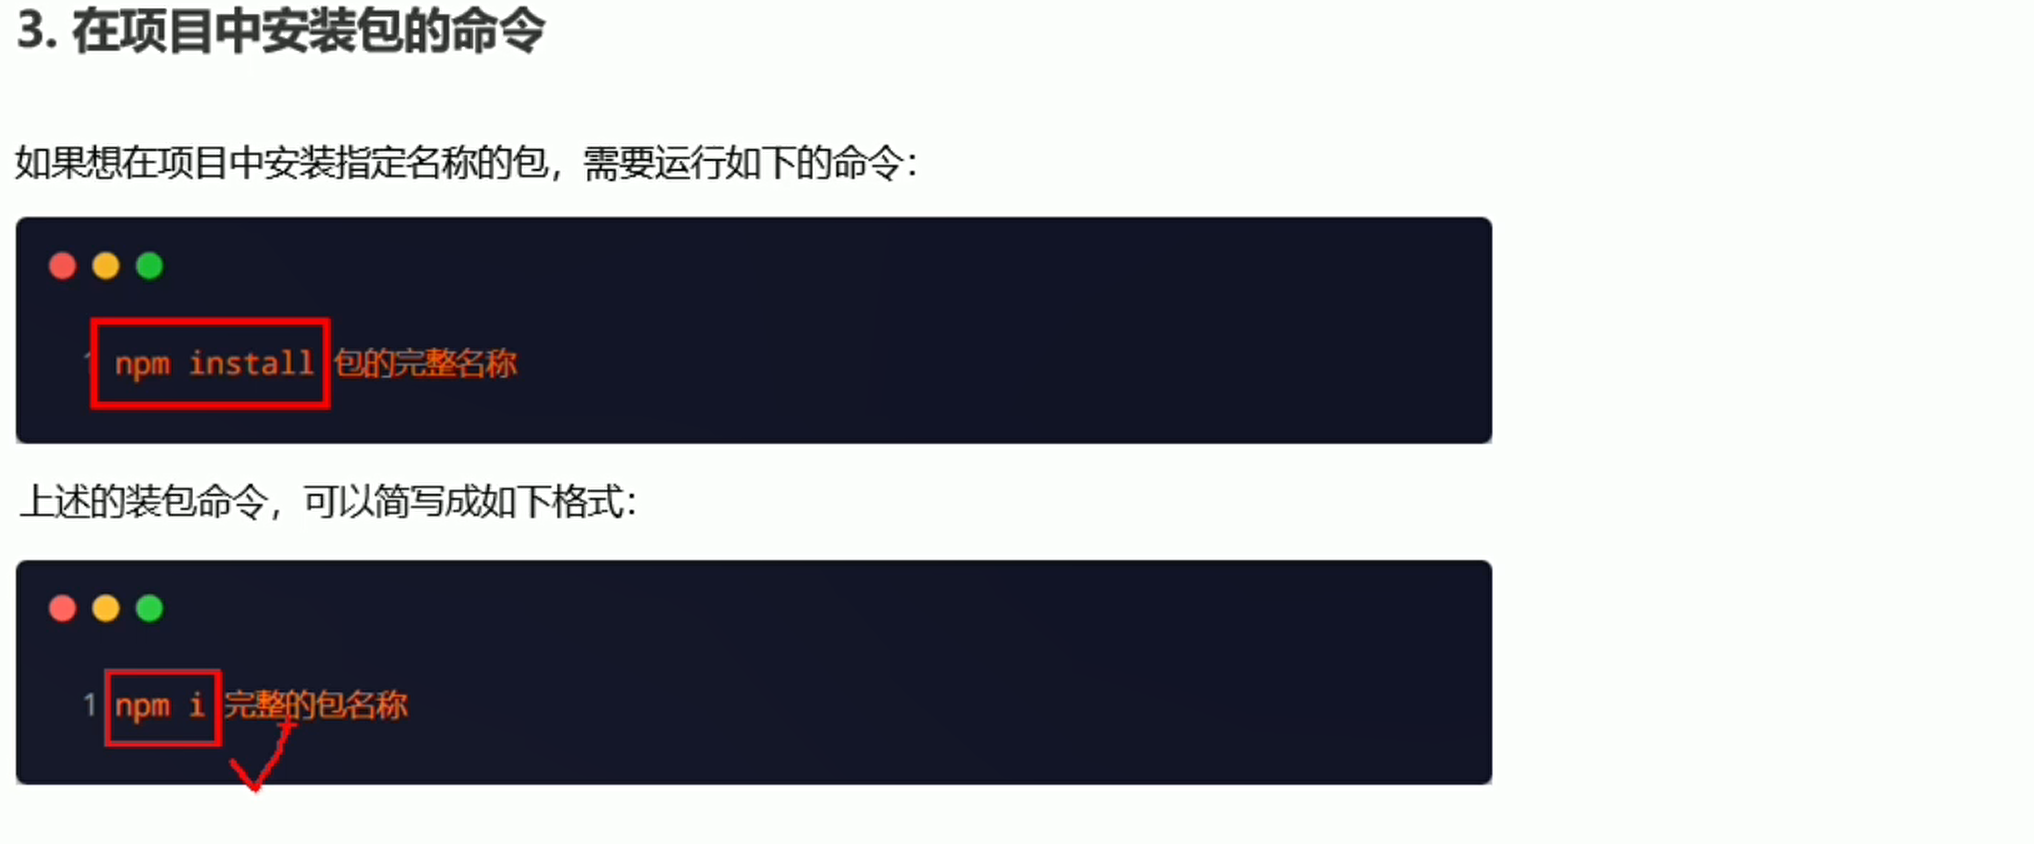 3. 在项目中安装包的命令
如果想在项目中安装指定名称的包，需要运行如下的命令：
1 npm install 包的完整名称
上述的装包命令，可以简写成如下格式：
1 npm i 完整的包名称